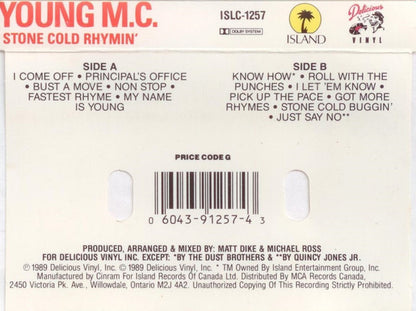 YOUNG M.C.
STONE COLD RHYMIN'
ISLC-1257
DOLBY SYSTEM
ISLAND
Delicious
VINYL
SIDE A
I COME OFF • PRINCIPAL'S OFFICE
• BUST A MOVE • NON STOP •
FASTEST RHYME • MY NAME
IS YOUNG
SIDE B
KNOW HOW* • ROLL WITH THE
PUNCHES • I LET 'EM KNOW •
PICK UP THE PACE • GOT MORE
RHYMES • STONE COLD BUGGIN'
• JUST SAY NO**
PRICE CODE G
0 6043-91257-4 3
PRODUCED, ARRANGED & MIXED BY: MATT DIKE & MICHAEL ROSS
FOR DELICIOUS VINYL INC. EXCEPT: *BY THE DUST BROTHERS & **BY QUINCY JONES JR.
℗ 1989 Delicious Vinyl, Inc. © 1989 Delicious Vinyl, Inc. * TM Owned By Island Entertainment Group, Inc.
Manufactured by Cinram For Island Records Of Canada, Ltd. Distributed By MCA Records Canada,
2450 Victoria Pk. Ave., Willowdale, Ontario M2J 4A2. Unauthorized Copying Of This Recording Is Prohibited.